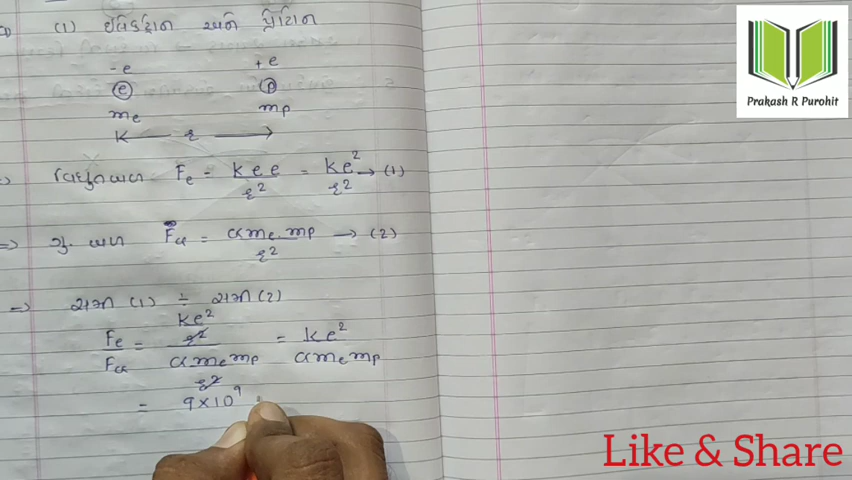 (1) ઈલેક્ટ્રોન અને પ્રોટોન
-e +e
e p
me mp
r
⇒ વિદ્યુતબળ Fe = kee/r² = ke²/r² → (1)
⇒ ગુ. બળ FG = Gme mp/r² → (2)
⇒ સમી (1) ÷ સમી (2)
Fe/FG = (ke²/r²)/(Gme mp/r²) = ke²/Gme mp
= 9×10⁹
Prakash R Purohit
Like & Share